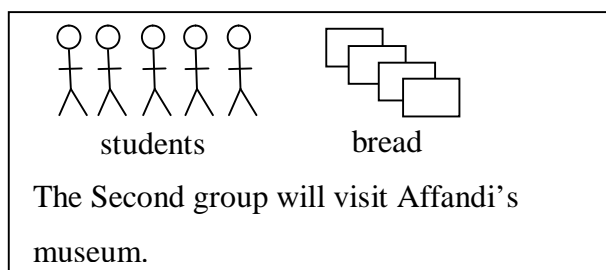 students bread
The Second group will visit Affandi’s
museum.